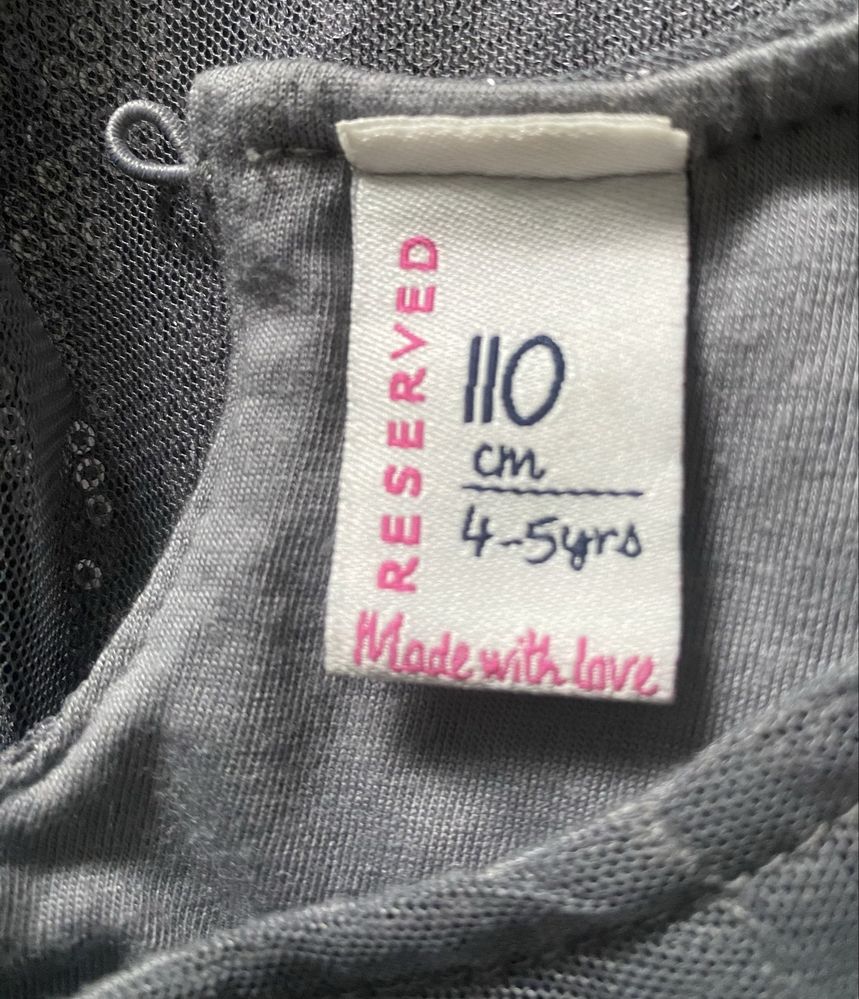 RESERVED
110
cm
4-5yrs
Made with love